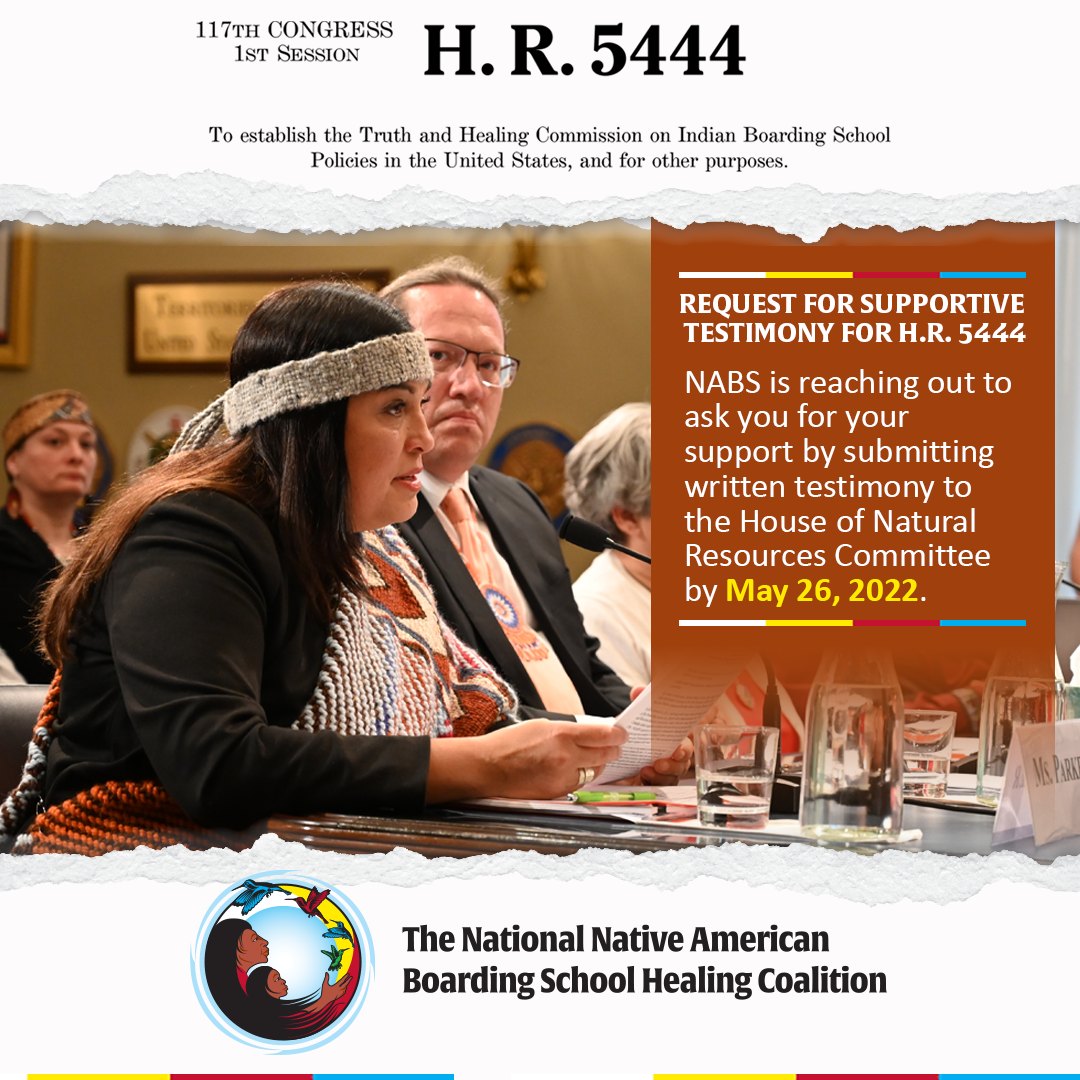 117TH CONGRESS
1ST SESSION
H. R. 5444
To establish the Truth and Healing Commission on Indian Boarding School
Policies in the United States, and for other purposes.
REQUEST FOR SUPPORTIVE
TESTIMONY FOR H.R. 5444
NABS is reaching out to
ask you for your
support by submitting
written testimony to
the House of Natural
Resources Committee
by May 26, 2022.
MS. PARKE
The National Native American
Boarding School Healing Coalition